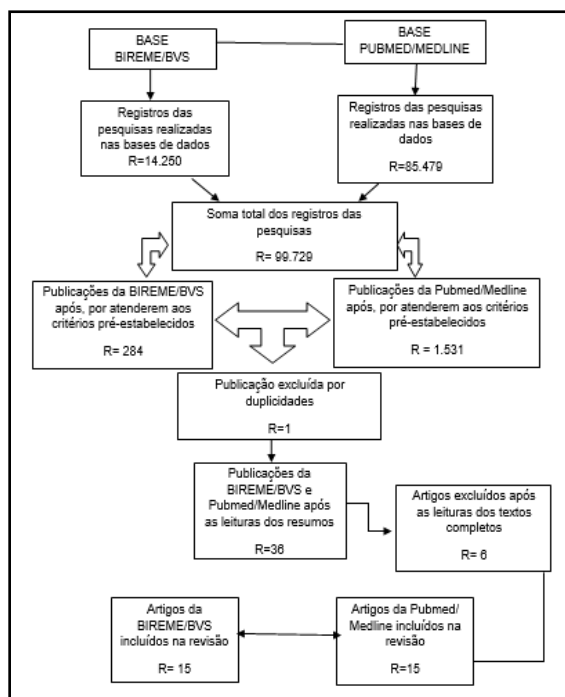 BASE
BIREME/BVS
BASE
PUBMED/MEDLINE
Registros das
pesquisas realizadas
nas bases de dados
R=14.250
Registros das pesquisas
realizadas nas bases de
dados
R=85.479
Soma total dos registros das
pesquisas
R= 99.729
Publicações da BIREME/BVS
após, por atenderem aos
critérios pré-estabelecidos
R= 284
Publicações da Pubmed/Medline
após, por atenderem aos critérios
pré-estabelecidos
R = 1.531
Publicação excluída por
duplicidades
R=1
Publicações da
BIREME/BVS e
Pubmed/Medline após
as leituras dos resumos
R=36
Artigos excluídos após
as leituras dos textos
completos
R= 6
Artigos da
BIREME/BVS
incluídos na revisão
R= 15
Artigos da Pubmed/
Medline incluídos na
revisão
R=15